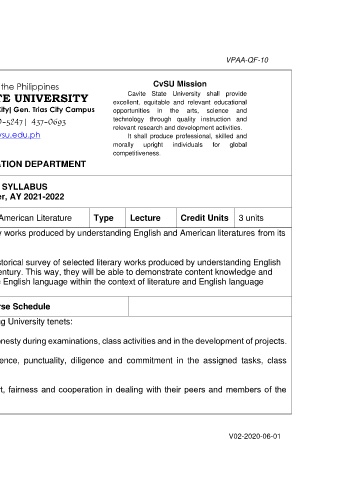 VPAA-QF-10
the Philippines
TE UNIVERSITY
City| Gen. Trias City Campus
-5247| 437-0693
vsu.edu.ph
ATION DEPARTMENT
CvSU Mission
Cavite State University shall provide
excellent, equitable and relevant educational
opportunities in the arts, science and
technology through quality instruction and
relevant research and development activities.
It shall produce professional, skilled and
morally upright individuals for global
competitiveness.
SYLLABUS
er, AY 2021-2022
American Literature Type Lecture Credit Units 3 units
y works produced by understanding English and American literatures from its
storical survey of selected literary works produced by understanding English
entury. This way, they will be able to demonstrate content knowledge and
English language within the context of literature and English language
rse Schedule
ng University tenets:
onesty during examinations, class activities and in the development of projects.
ence, punctuality, diligence and commitment in the assigned tasks, class
t, fairness and cooperation in dealing with their peers and members of the
V02-2020-06-01